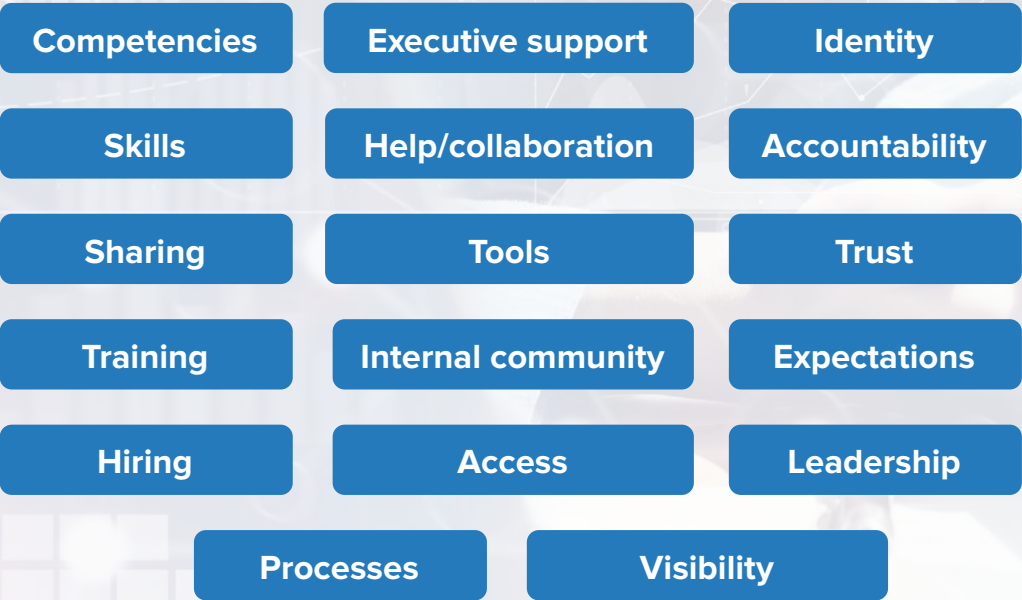 Competencies
Executive support
Identity
Skills
Help/collaboration
Accountability
Sharing
Tools
Trust
Training
Internal community
Expectations
Hiring
Access
Leadership
Processes
Visibility